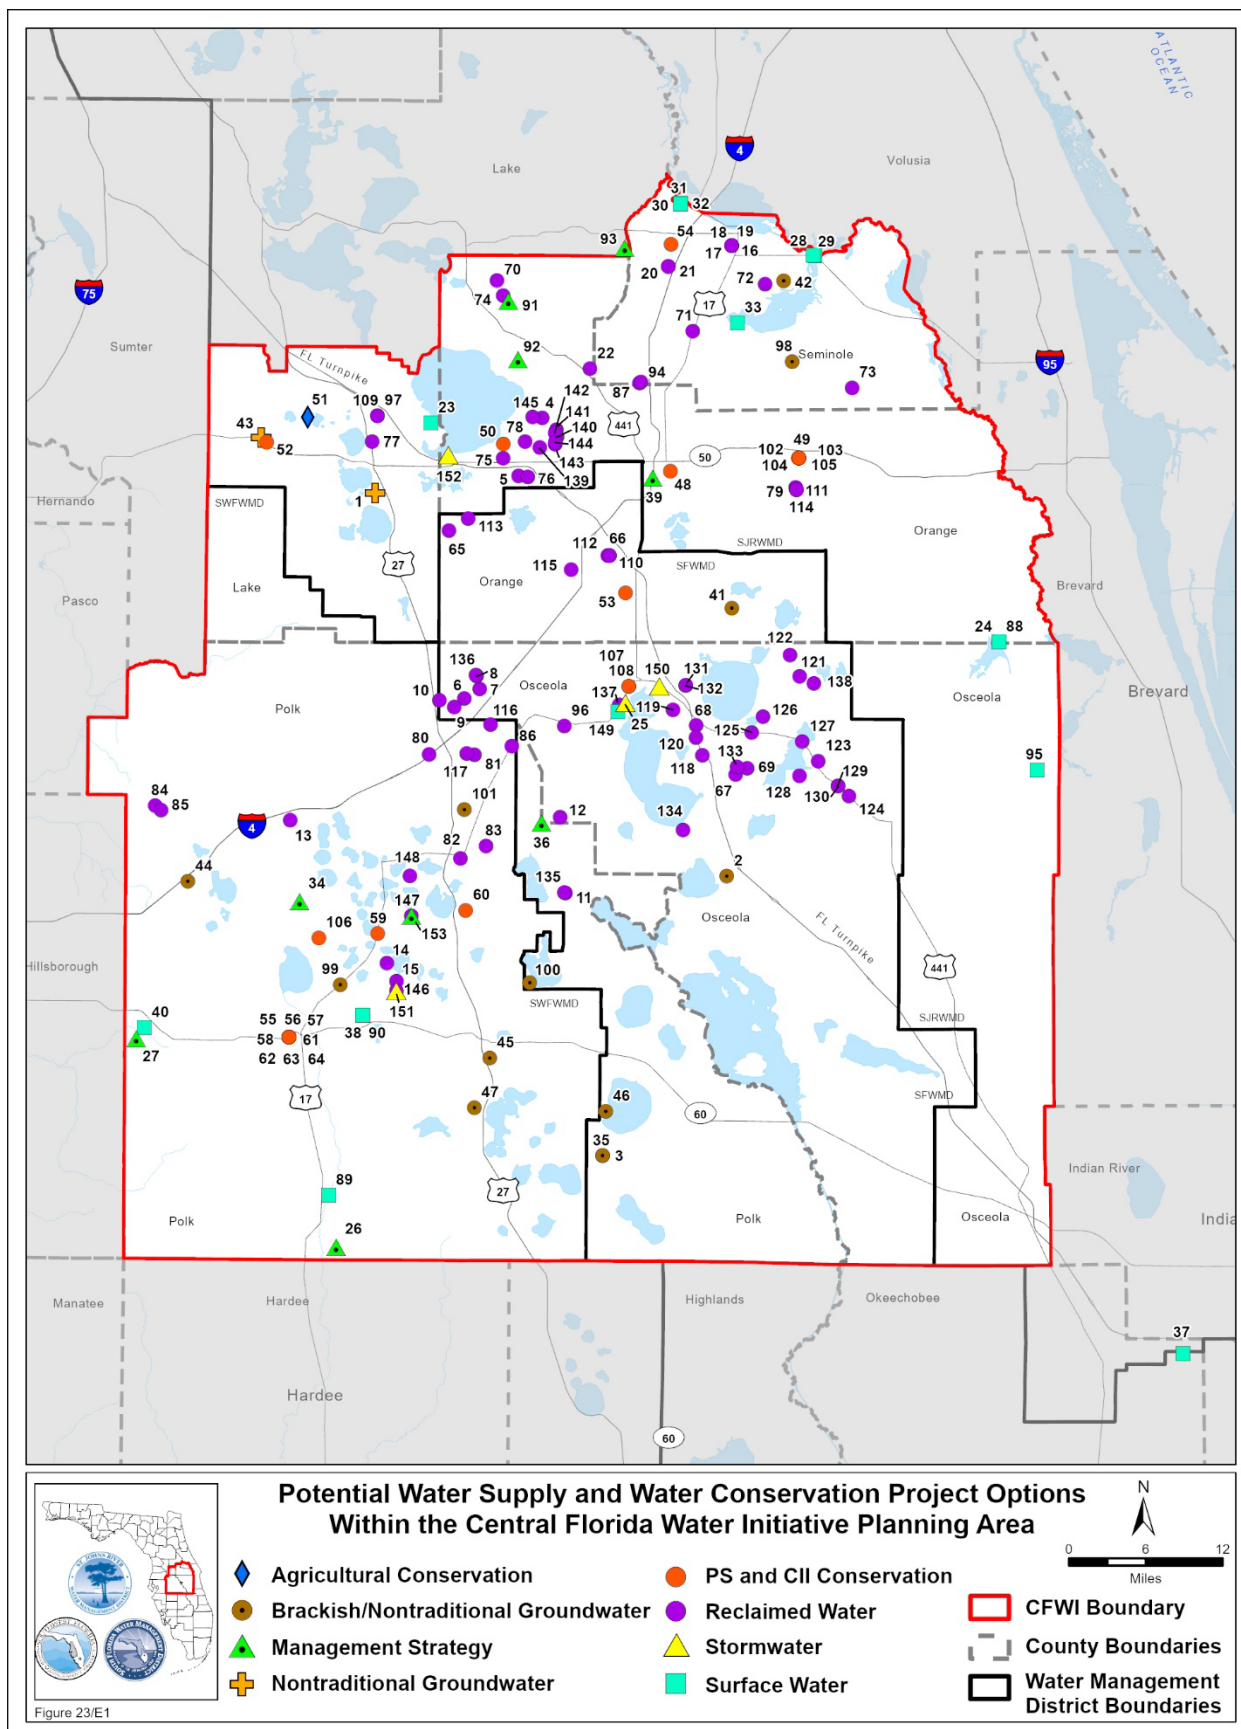 ATLANTIC
OCEAN
4
Lake
Volusia
31
30 32
93
54
18 19
17 16
28 29
20 21
70
74
91
72
42
75
17
33
71
Sumter
FL Turnpike
92
22
98
Seminole
95
73
94
87
51
109 97
23
145 4
142
141
140
144
143
441
43
52
77
50
78
75
139
152
5 76
39
48
50
102 49 103
104 105
79 111
114
Hernando
SWFWMD
1
113
65
SJRWMD
SFWMD
Orange
112 66
110
115
Orange
27
Brevard
Pasco
Lake
53
41
24 88
122
136
8
107
108
150
131
132
121
138
10
6
7
Osceola
137
119
Osceola
Brevard
Polk
9
116
96
149
25
68
126
125
127
80
86
120
118
133
123
95
117
81
67
69
128
129
130
124
84
85
101
12
134
4
13
36
83
82
2
44
148
135
11
34
60
147
153
Osceola
FL Turnpike
106
59
14
441
Hillsborough
99
15
146
151
100
SWFWMD
SJRWMD
40
27
55 56 57
58 61
62 63 64
38 90
45
17
47
46
60
SFWMD
35
3
89
27
Indian River
India
Polk
26
Polk
Osceola
Manatee
Hardee
Highlands
Okeechobee
37
Hardee
60
Potential Water Supply and Water Conservation Project Options
Within the Central Florida Water Initiative Planning Area
N
0 6 12
Miles
ST. JOHNS RIVER
WATER MANAGEMENT DISTRICT
SOUTH FLORIDA WATER MANAGEMENT DISTRICT
Agricultural Conservation
Brackish/Nontraditional Groundwater
Management Strategy
Nontraditional Groundwater
PS and CII Conservation
Reclaimed Water
Stormwater
Surface Water
CFWI Boundary
County Boundaries
Water Management
District Boundaries
Figure 23/E1